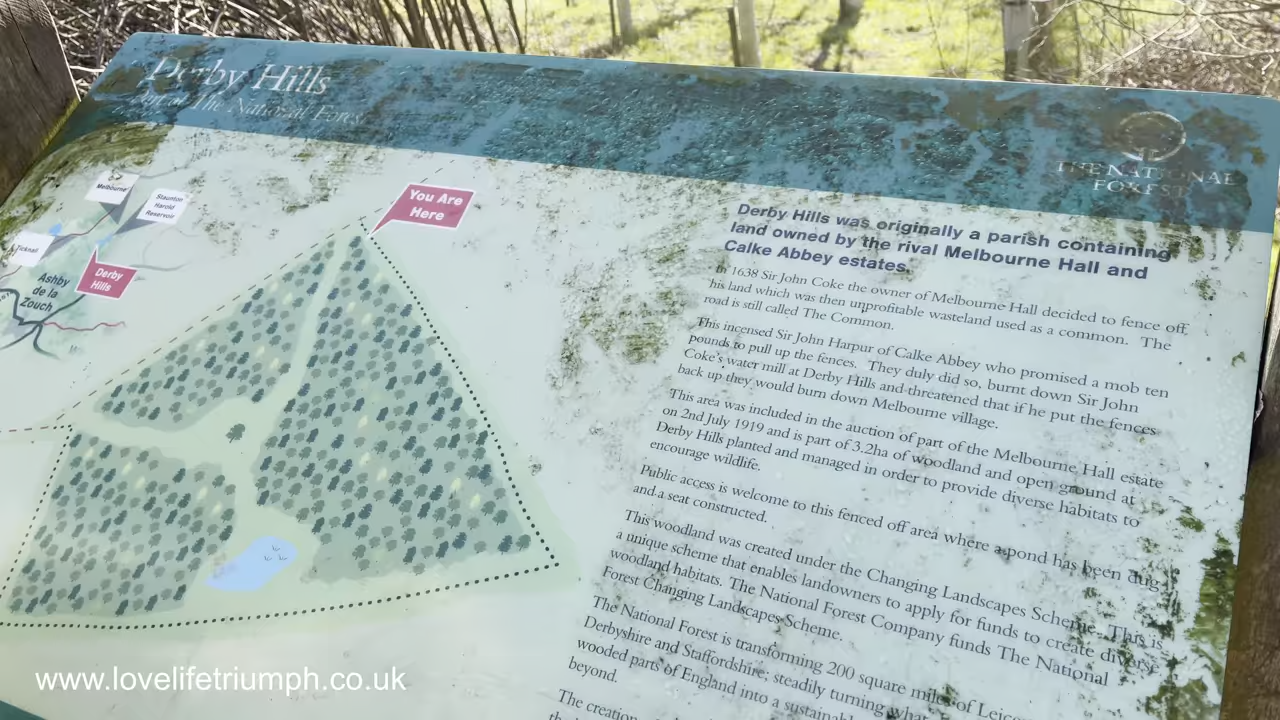 Derby Hills
part of The National Forest
THE NATIONAL
FOREST
Melbourne
Staunton
Harold
Reservoir
Ticknall
Derby
Hills
Ashby
de la
Zouch
You Are
Here
Derby Hills was originally a parish containing
land owned by the rival Melbourne Hall and
Calke Abbey estates.
In 1638 Sir John Coke the owner of Melbourne Hall decided to fence off
his land which was then unprofitable wasteland used as a common. The
road is still called The Common.
This incensed Sir John Harpur of Calke Abbey who promised a mob ten
pounds to pull up the fences. They duly did so, burnt down Sir John
Coke's water mill at Derby Hills and threatened that if he put the fences
back up they would burn down Melbourne village.
This area was included in the auction of part of the Melbourne Hall estate
on 2nd July 1919 and is part of 3.2ha of woodland and open ground at
Derby Hills planted and managed in order to provide diverse habitats to
encourage wildlife.
Public access is welcome to this fenced off area where a pond has been dug
and a seat constructed.
This woodland was created under the Changing Landscapes Scheme. This is
a unique scheme that enables landowners to apply for funds to create diverse
woodland habitats. The National Forest Company funds The National
Forest Changing Landscapes Scheme.
The National Forest is transforming 200 square miles of
Derbyshire and Staffordshire; steadily turning what
wooded parts of England into a
beyond.
The creation
www.lovelifetriumph.co.uk